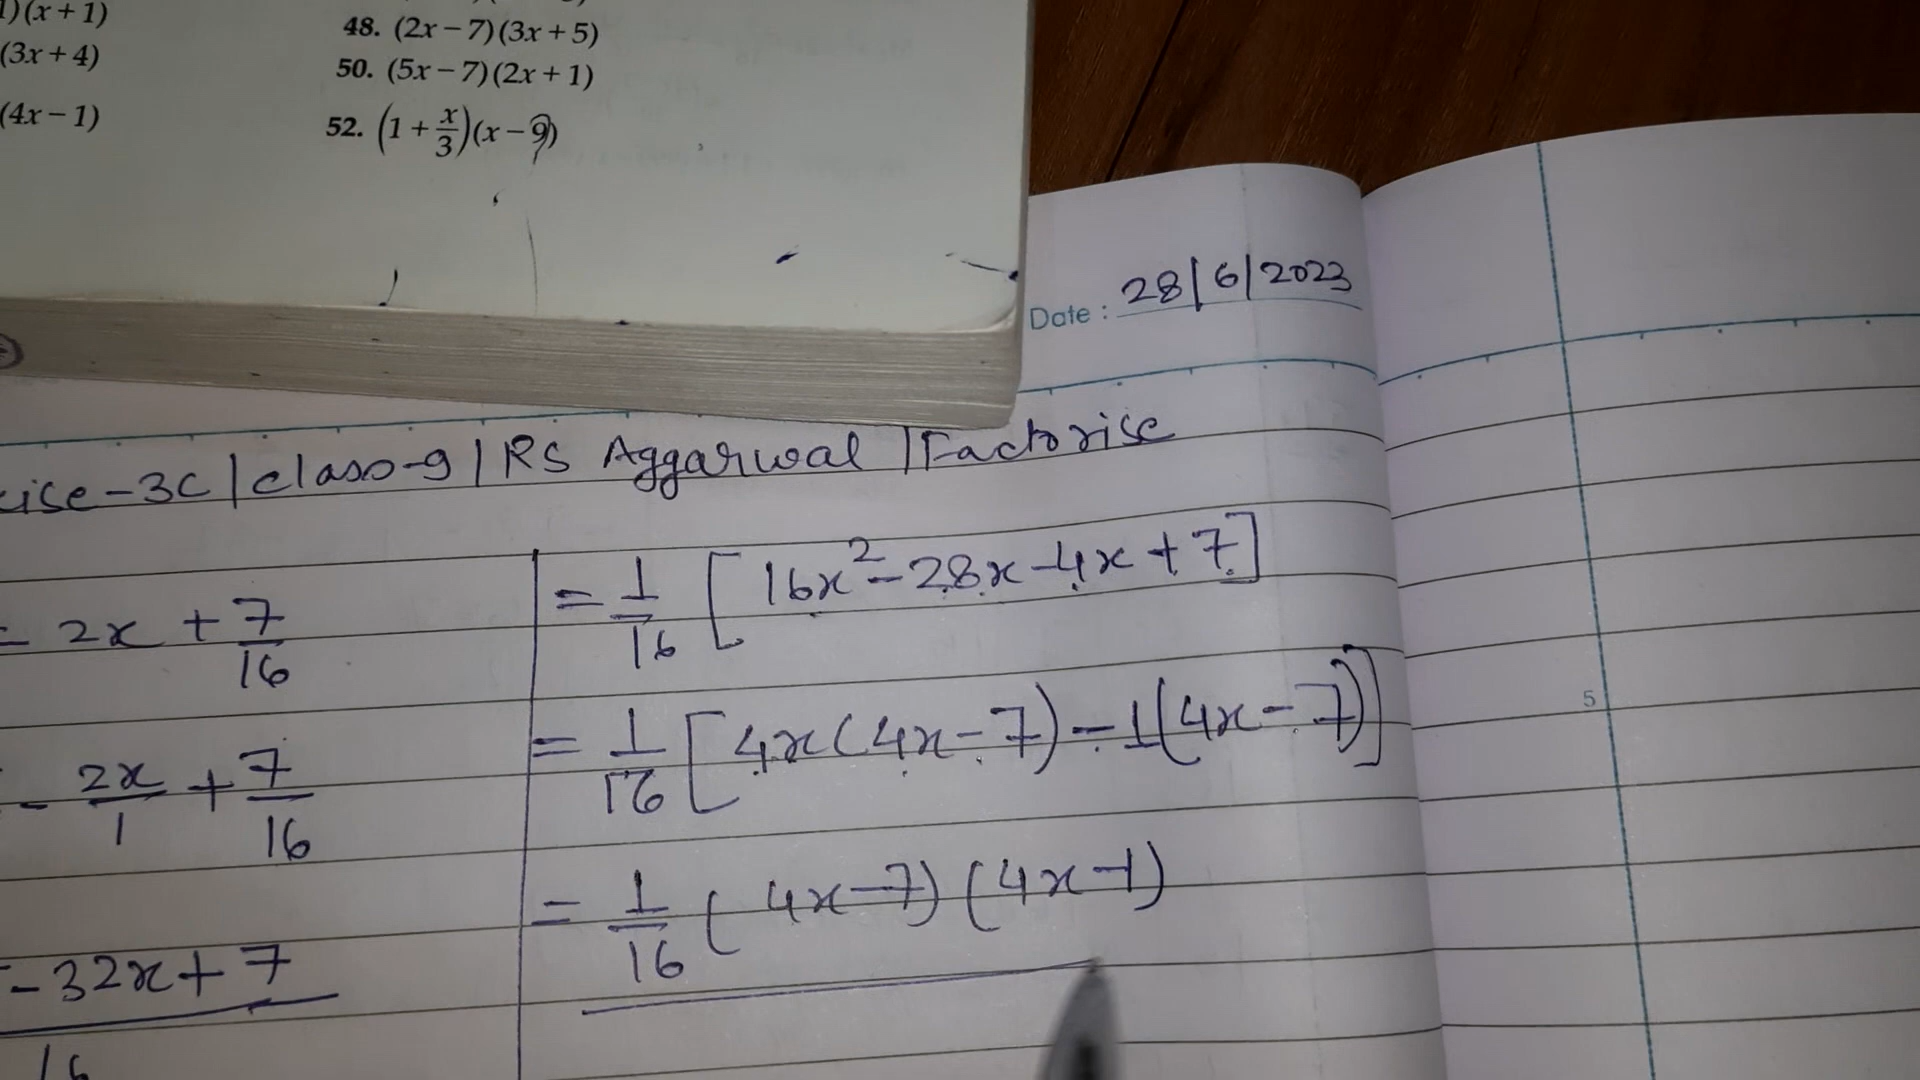 1)(x + 1)
48. (2x − 7)(3x + 5)
(3x + 4)
50. (5x − 7)(2x + 1)
(4x − 1)
52. (1 + x/3)(x − 9)
Date : 28/6/2023
cise-3C | class-9 | RS Aggarwal | Factorise
= 2x + 7/16
- 2x/1 + 7/16
- 32x + 7
16
= 1/16 [16x² - 28x - 4x + 7]
= 1/16 [4x(4x - 7) - 1(4x - 7)]
= 1/16 (4x - 7) (4x - 1)
5